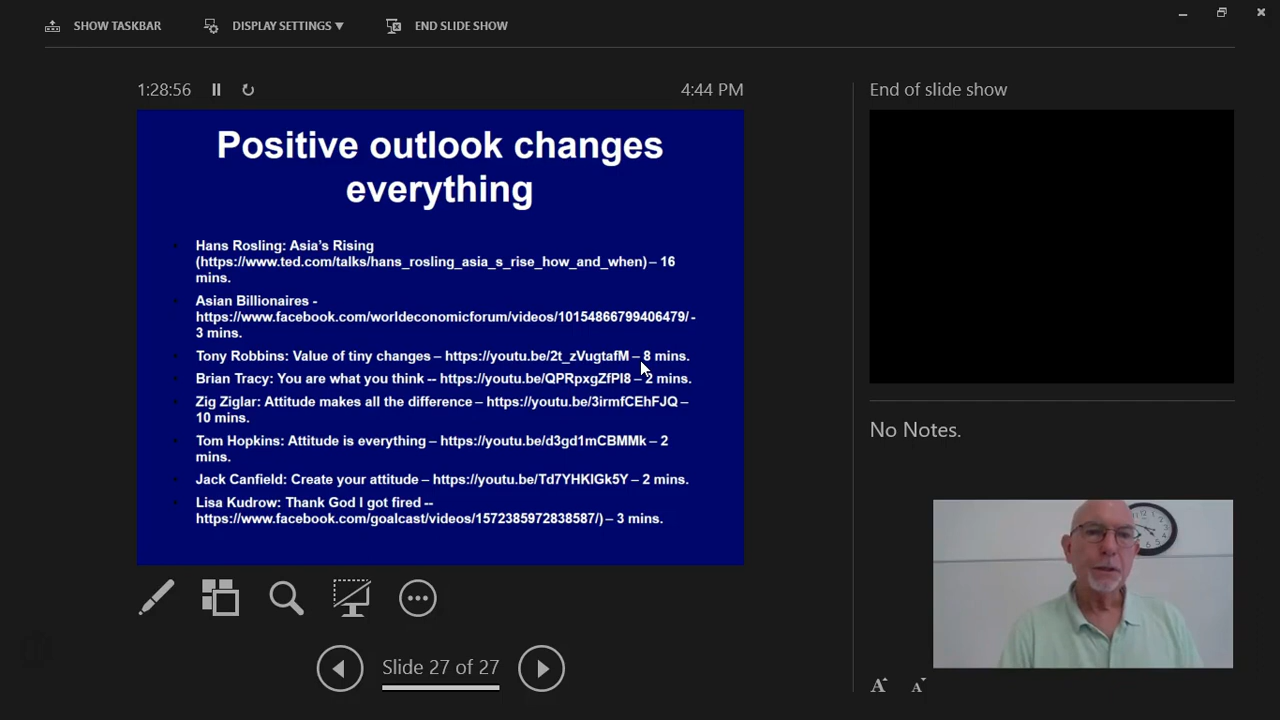 SHOW TASKBAR DISPLAY SETTINGS ▼ END SLIDE SHOW
1:28:56 4:44 PM
Positive outlook changes
everything
• Hans Rosling: Asia's Rising
(https://www.ted.com/talks/hans_rosling_asia_s_rise_how_and_when) – 16
mins.
• Asian Billionaires -
https://www.facebook.com/worldeconomicforum/videos/10154866799406479/ -
3 mins.
• Tony Robbins: Value of tiny changes – https://youtu.be/2t_zVugtafM – 8 mins.
• Brian Tracy: You are what you think -- https://youtu.be/QPRpxgZfPI8 – 2 mins.
• Zig Ziglar: Attitude makes all the difference – https://youtu.be/3irmfCEhFJQ –
10 mins.
• Tom Hopkins: Attitude is everything – https://youtu.be/d3gd1mCBMMk – 2
mins.
• Jack Canfield: Create your attitude – https://youtu.be/Td7YHKIGk5Y – 2 mins.
• Lisa Kudrow: Thank God I got fired --
https://www.facebook.com/goalcast/videos/1572385972838587/) – 3 mins.
Slide 27 of 27
End of slide show
No Notes.
A A